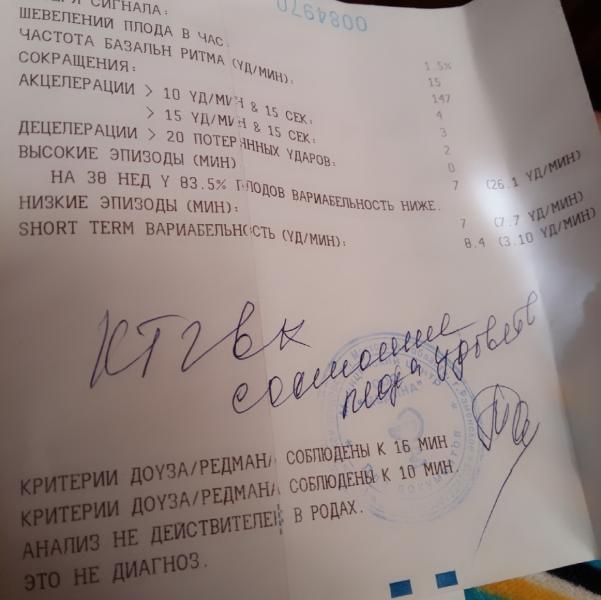 0084970
СИГНАЛА: 1.5%
ШЕВЕЛЕНИЙ ПЛОДА В ЧАС 15
ЧАСТОТА БАЗАЛЬН РИТМА (УД/МИН): 147
СОКРАЩЕНИЯ: 4
АКЦЕЛЕРАЦИИ > 10 УД/МИН & 15 СЕК: 3
> 15 УД/МИН & 15 СЕК: 2
ДЕЦЕЛЕРАЦИИ > 20 ПОТЕРЯННЫХ УДАРОВ: 0
ВЫСОКИЕ ЭПИЗОДЫ (МИН) 7 (26.1 УД/МИН)
НА 38 НЕД У 83.5% ПЛОДОВ ВАРИАБЕЛЬНОСТЬ НИЖЕ.
НИЗКИЕ ЭПИЗОДЫ (МИН): 7 (7.7 УД/МИН)
SHORT TERM ВАРИАБЕЛЬНОСТЬ (УД/МИН): 8.4 (3.10 УД/МИН)
КТГ
состояние
плода удовлетв
КРИТЕРИИ ДОУЗА/РЕДМАНА СОБЛЮДЕНЫ К 16 МИН
КРИТЕРИИ ДОУЗА/РЕДМАНА СОБЛЮДЕНЫ К 10 МИН.
АНАЛИЗ НЕ ДЕЙСТВИТЕЛЕН В РОДАХ.
ЭТО НЕ ДИАГНОЗ.